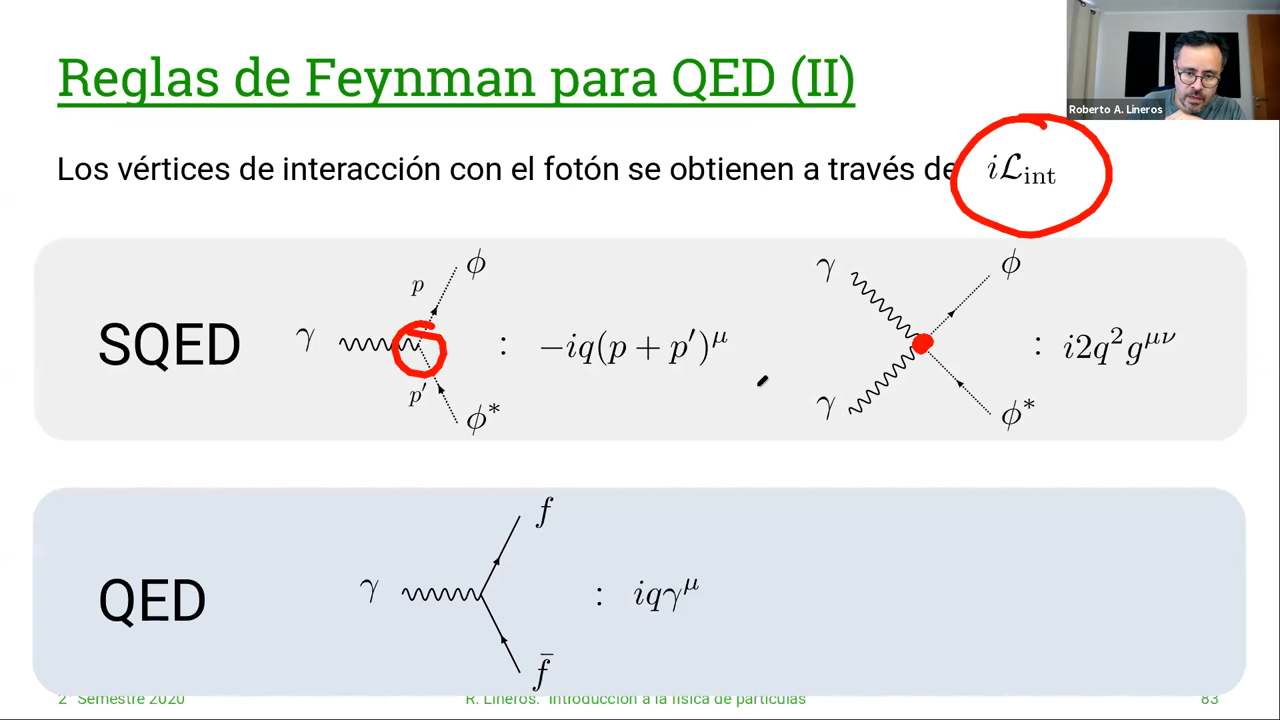 Reglas de Feynman para QED (II)
Roberto A. Lineros
Los vértices de interacción con el fotón se obtienen a través de iℒ_int
SQED
γ
p
ϕ
p′
ϕ*
: −iq(p + p′)^μ
γ
γ
ϕ
ϕ*
: i2q²g^{μν}
QED
γ
f
f̄
: iqγ^μ
2° Semestre 2020
R. Lineros: Introducción a la física de partículas
83